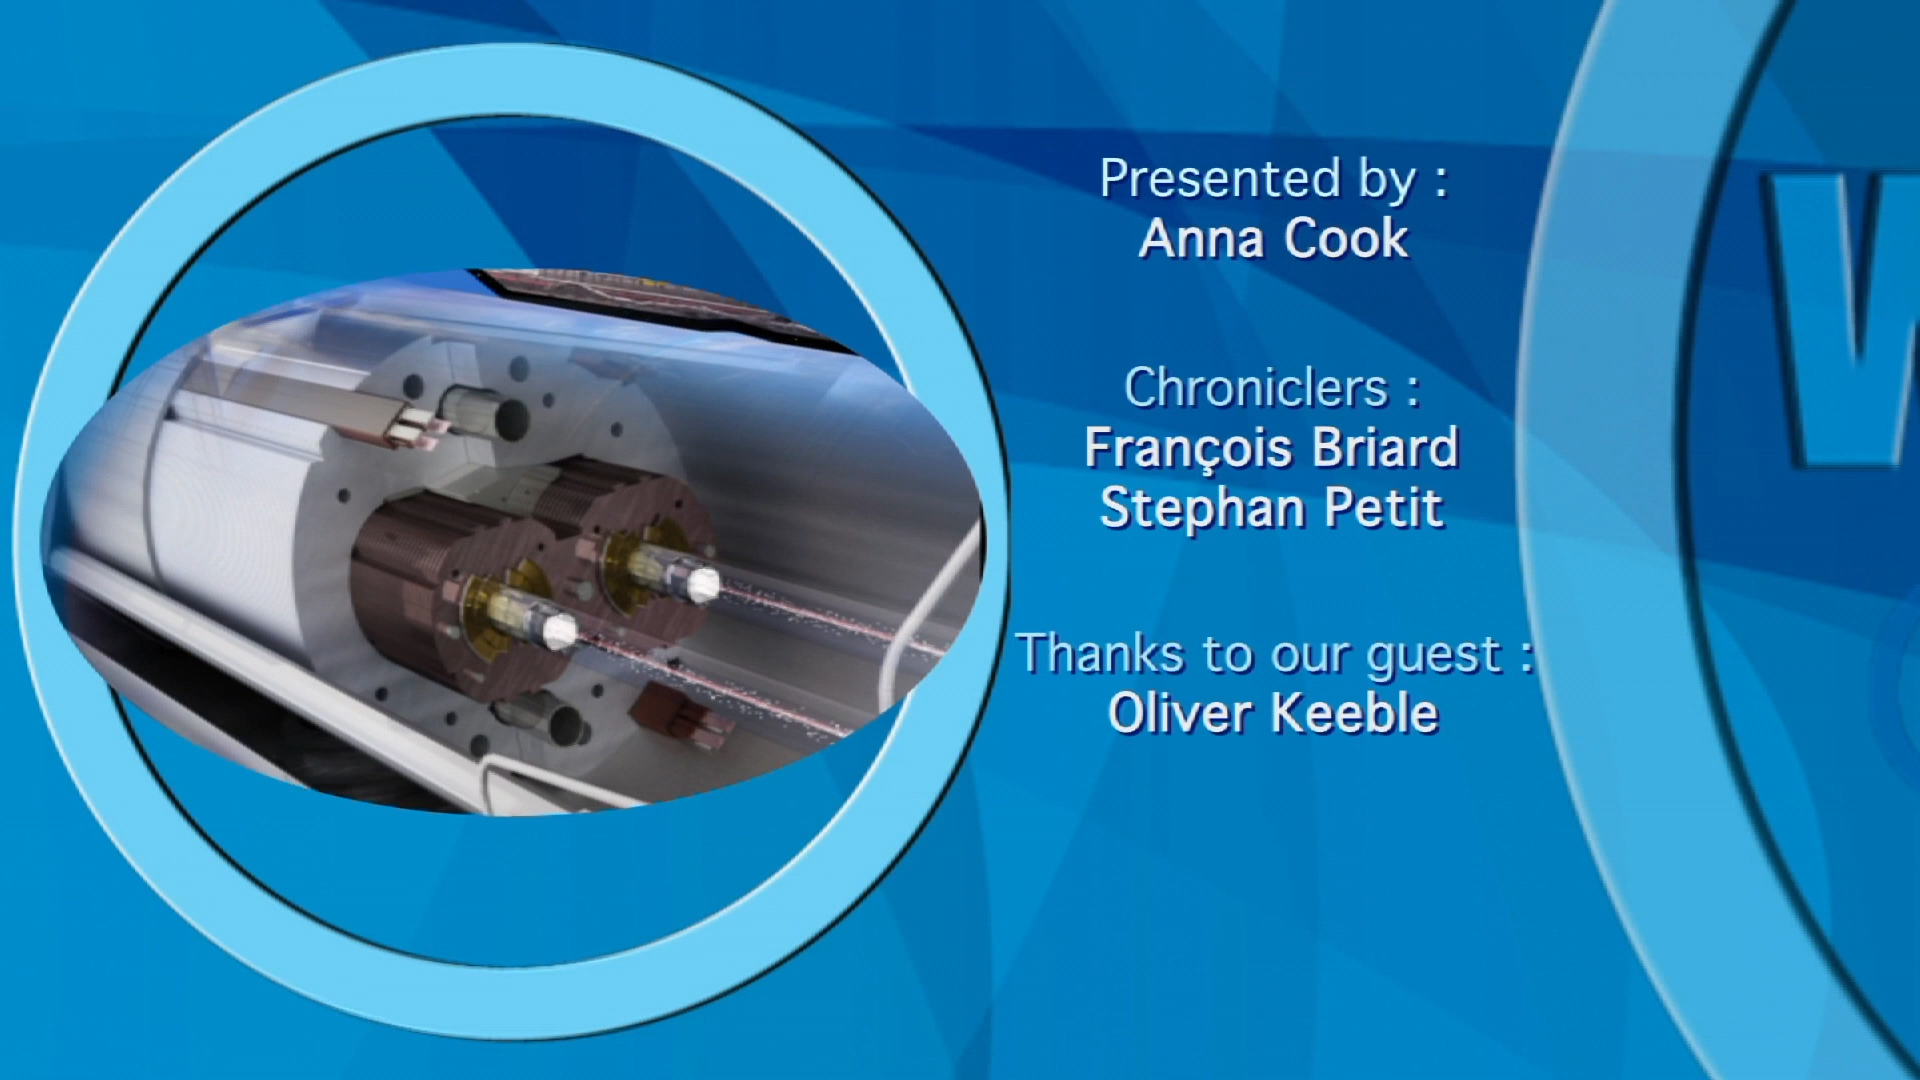 Presented by :
Anna Cook
Chroniclers :
François Briard
Stephan Petit
Thanks to our guest :
Oliver Keeble